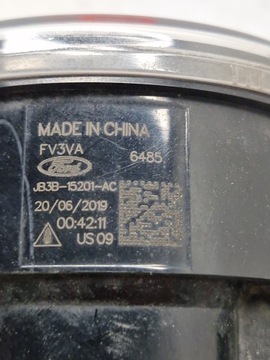 MADE IN CHINA
FV3VA
Ford 6485
JB3B-15201-AC
20/06/2019
00:42:11
US 09